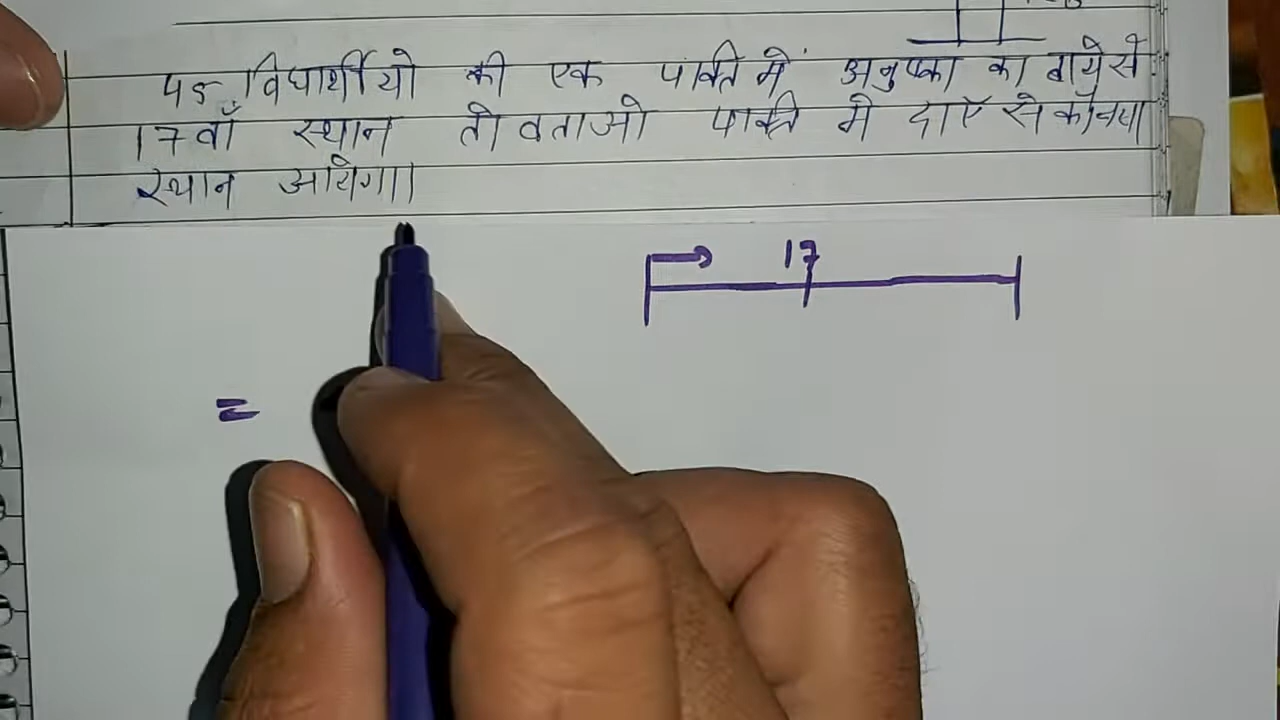 45 विधार्थीयो की एक पंक्ति में अनुष्का का बायेसे
17वाँ स्थान तो बताओ पंक्ति में दाएँ से कौनसा
स्थान आयेगा।
17
=